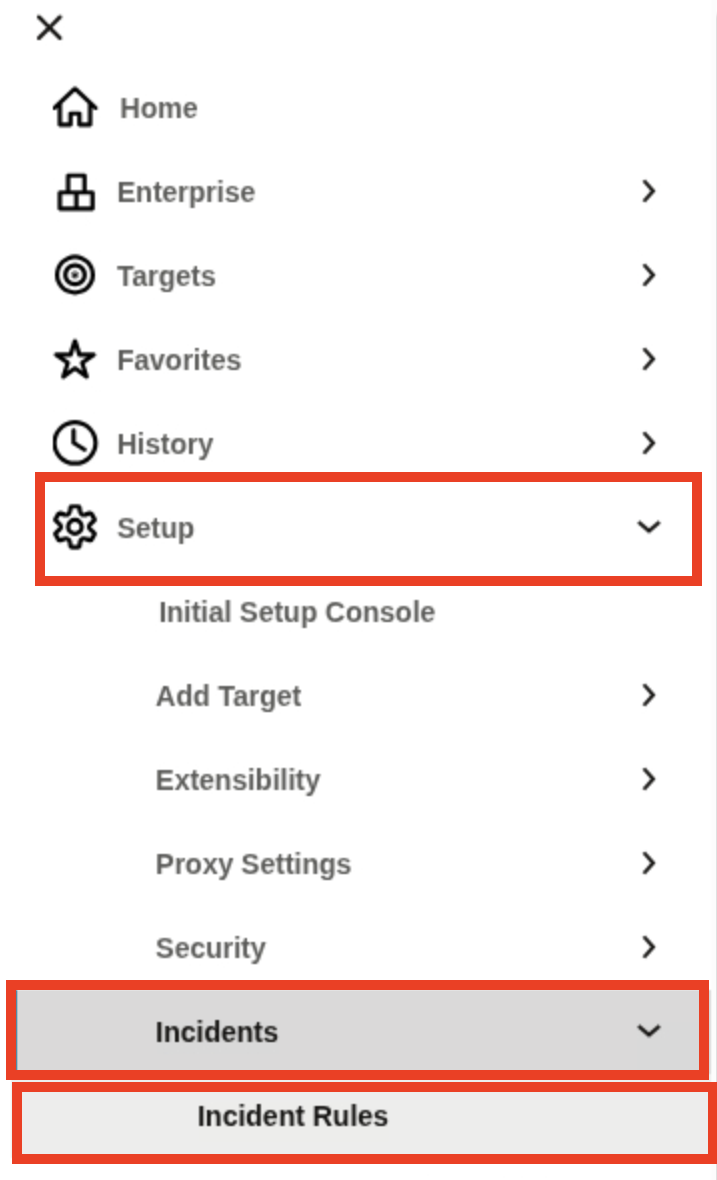 Home
Enterprise
Targets
Favorites
History
Setup
Initial Setup Console
Add Target
Extensibility
Proxy Settings
Security
Incidents
Incident Rules